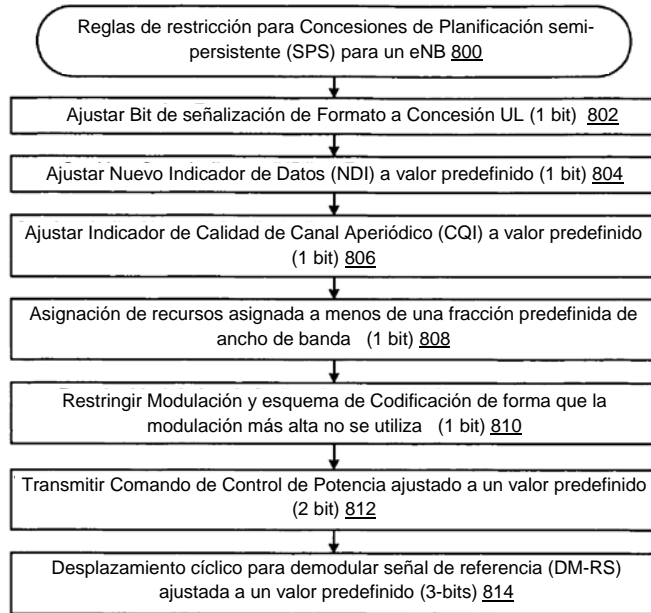 Reglas de restricción para Concesiones de Planificación semi-
persistente (SPS) para un eNB 800
Ajustar Bit de señalización de Formato a Concesión UL (1 bit) 802
Ajustar Nuevo Indicador de Datos (NDI) a valor predefinido (1 bit) 804
Ajustar Indicador de Calidad de Canal Aperiódico (CQI) a valor predefinido
(1 bit) 806
Asignación de recursos asignada a menos de una fracción predefinida de
ancho de banda (1 bit) 808
Restringir Modulación y esquema de Codificación de forma que la
modulación más alta no se utiliza (1 bit) 810
Transmitir Comando de Control de Potencia ajustado a un valor predefinido
(2 bit) 812
Desplazamiento cíclico para demodular señal de referencia (DM-RS)
ajustada a un valor predefinido (3-bits) 814